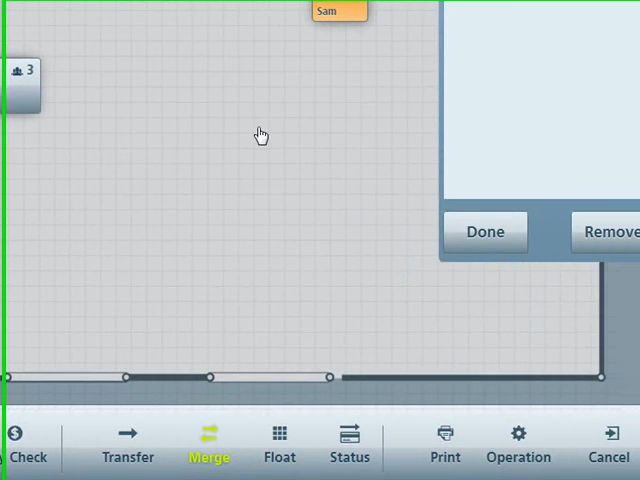 Sam
3
Done
Remove
Check
Transfer
Merge
Float
Status
Print
Operation
Cancel